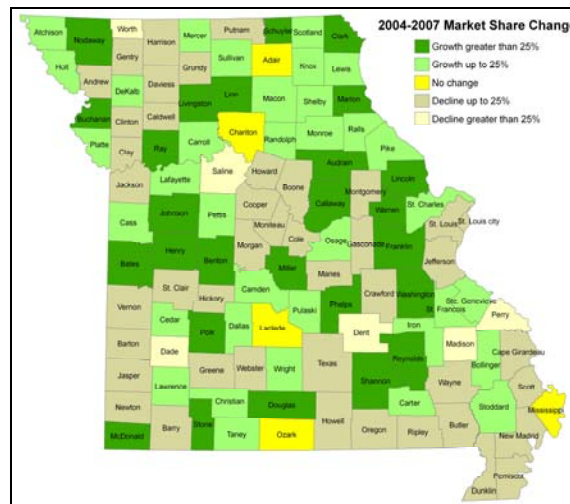 2004-2007 Market Share Change
Growth greater than 25%
Growth up to 25%
No change
Decline up to 25%
Decline greater than 25%
Atchison
Nodaway
Worth
Harrison
Mercer
Putnam
Schuyler
Scotland
Clark
Gentry
Sullivan
Adair
Knox
Lewis
Holt
Andrew
DeKalb
Daviess
Grundy
Linn
Macon
Shelby
Marion
Buchanan
Clinton
Caldwell
Livingston
Platte
Clay
Ray
Carroll
Chariton
Randolph
Monroe
Ralls
Pike
Jackson
Lafayette
Saline
Howard
Boone
Audrain
Callaway
Montgomery
Lincoln
Warren
St. Charles
St. Louis
St. Louis city
Cass
Johnson
Pettis
Cooper
Moniteau
Morgan
Cole
Osage
Gasconade
Franklin
Jefferson
Bates
Henry
Benton
Miller
Maries
Camden
St. Clair
Hickory
Pulaski
Phelps
Crawford
Washington
St. Francois
Ste. Genevieve
Perry
Vernon
Cedar
Polk
Dallas
Laclede
Dent
Iron
Madison
Cape Girardeau
Bollinger
Barton
Dade
Greene
Webster
Wright
Texas
Shannon
Reynolds
Wayne
Scott
Mississippi
Jasper
Lawrence
Christian
Douglas
Carter
Stoddard
Newton
McDonald
Barry
Stone
Taney
Ozark
Howell
Oregon
Ripley
Butler
New Madrid
Dunklin
Pemiscot